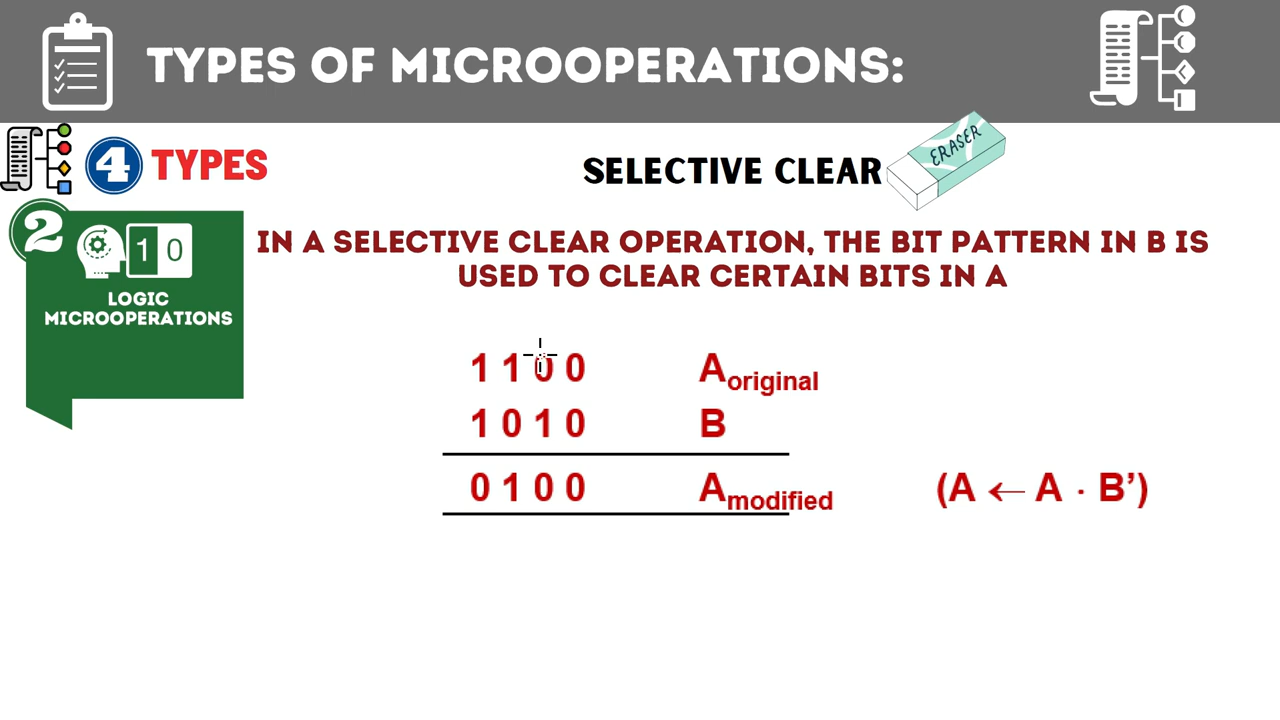 TYPES OF MICROOPERATIONS:
4 TYPES
SELECTIVE CLEAR
ERASER
2
1 0
LOGIC
MICROOPERATIONS
IN A SELECTIVE CLEAR OPERATION, THE BIT PATTERN IN B IS
USED TO CLEAR CERTAIN BITS IN A
1 1 0 0 A original
1 0 1 0 B
0 1 0 0 A modified (A ← A · B’)